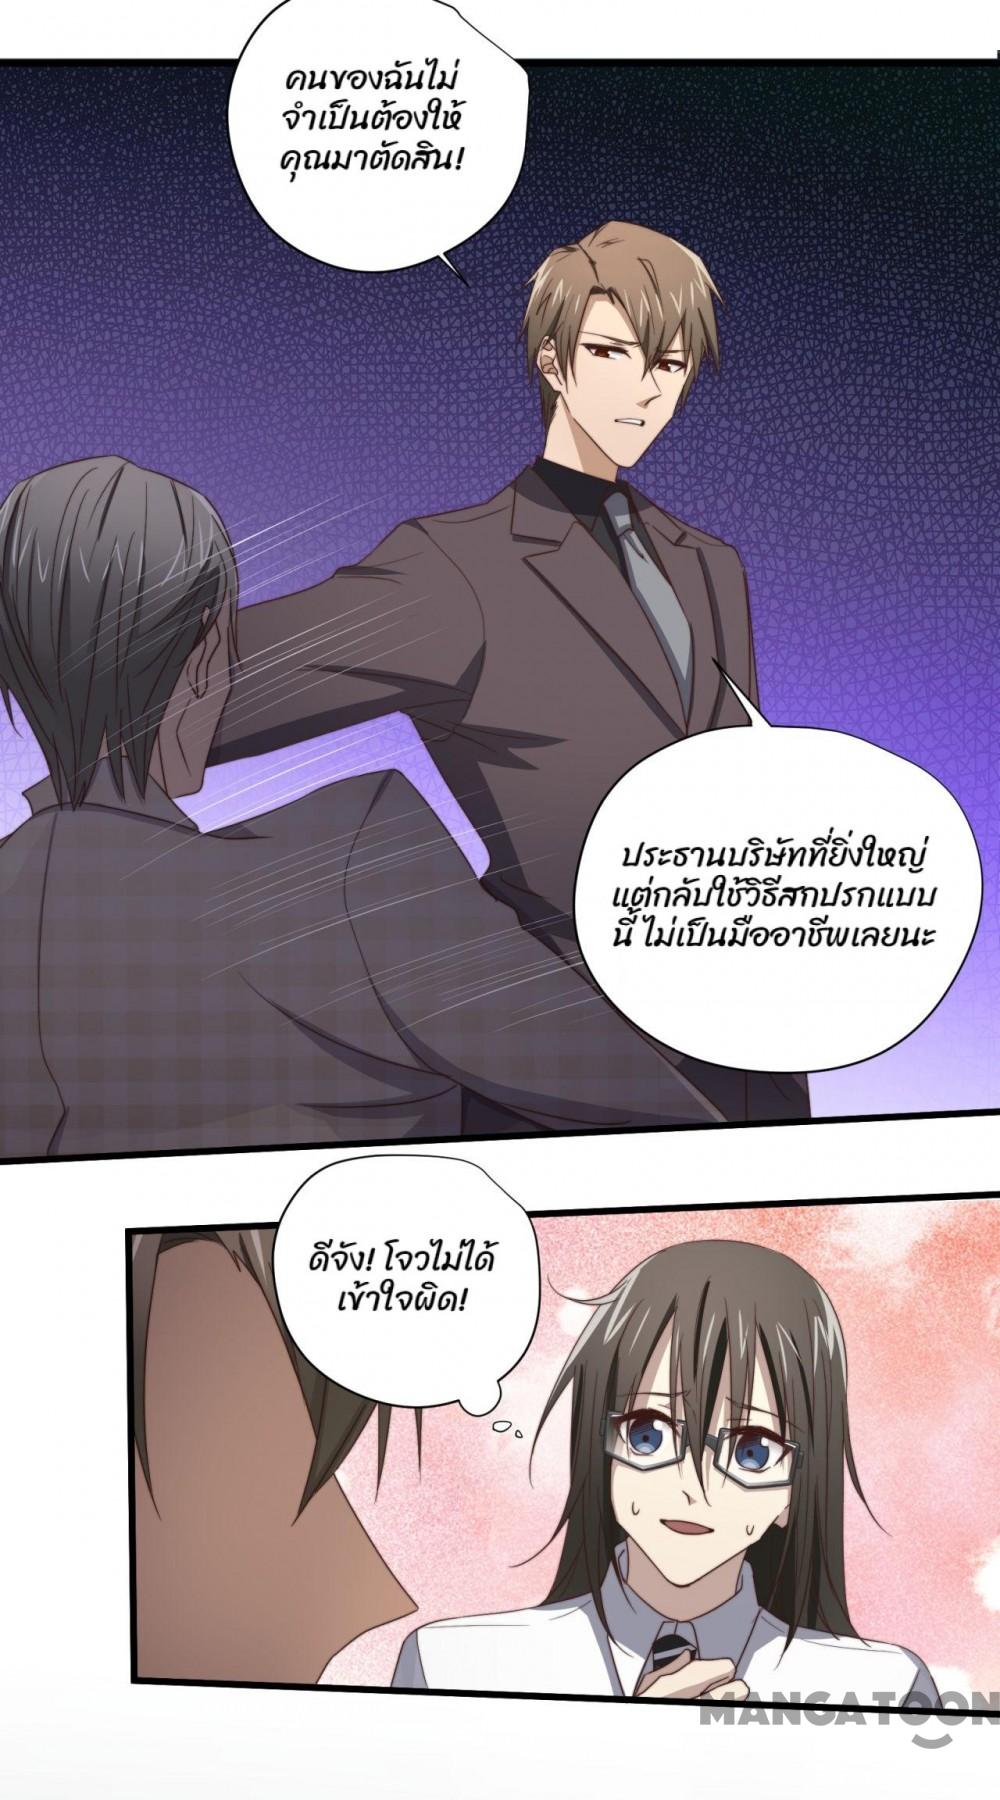 คนของฉันไม่
จำเป็นต้องให้
คุณมาตัดสิน!
ประธานบริษัทที่ยิ่งใหญ่
แต่กลับใช้วิธีสกปรกแบบ
นี้ ไม่เป็นมืออาชีพเลยนะ
ดีจัง! โจวไม่ได้
เข้าใจผิด!
MANGATOON